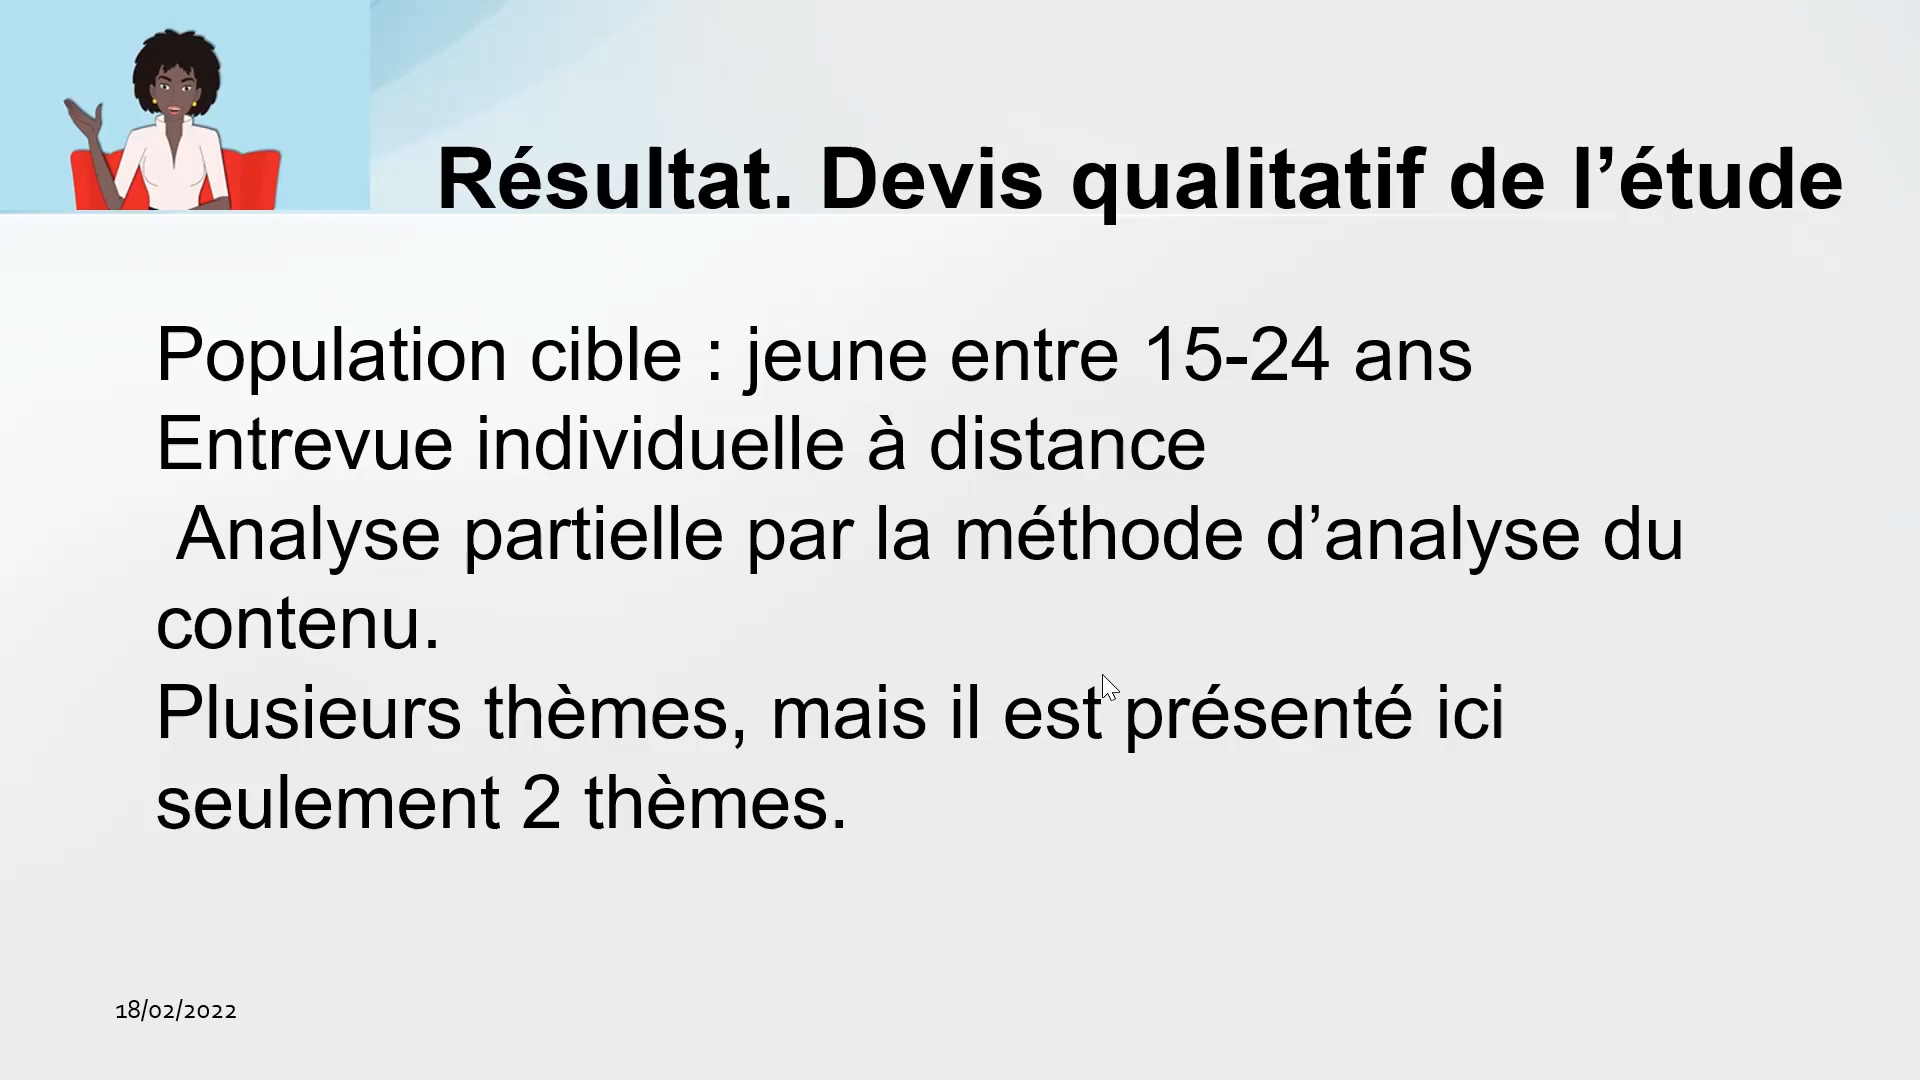 Résultat. Devis qualitatif de l’étude
Population cible : jeune entre 15-24 ans
Entrevue individuelle à distance
Analyse partielle par la méthode d’analyse du
contenu.
Plusieurs thèmes, mais il est présenté ici
seulement 2 thèmes.
18/02/2022